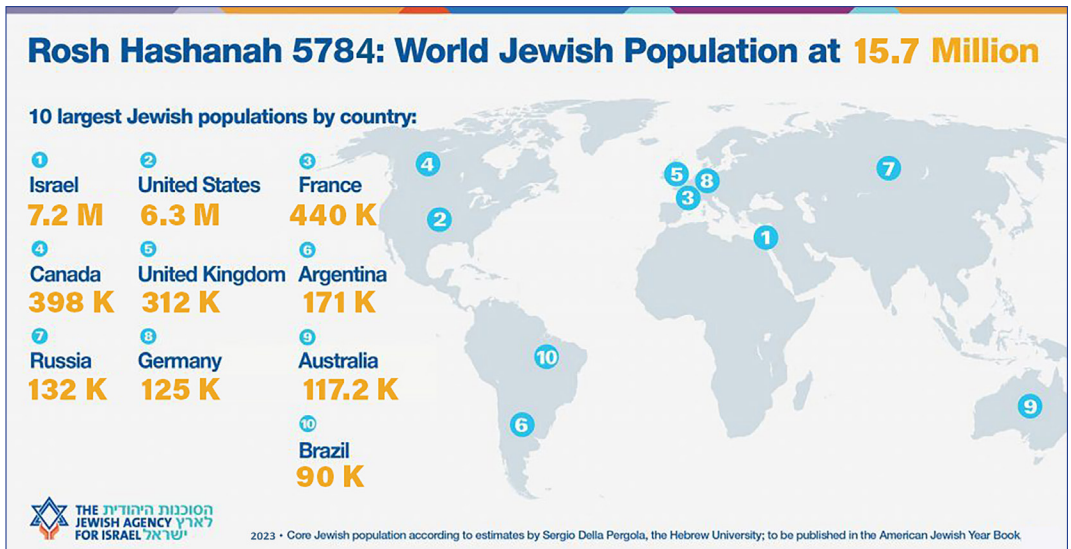 Rosh Hashanah 5784: World Jewish Population at 15.7 Million
10 largest Jewish populations by country:
1
Israel
7.2 M
2
United States
6.3 M
3
France
440 K
4
Canada
398 K
5
United Kingdom
312 K
6
Argentina
171 K
7
Russia
132 K
8
Germany
125 K
9
Australia
117.2 K
10
Brazil
90 K
4
2
5
8
3
7
1
10
6
9
THE הסוכנות היהודית
JEWISH AGENCY לארץ
FOR ISRAEL ישראל
2023 • Core Jewish population according to estimates by Sergio Della Pergola, the Hebrew University; to be published in the American Jewish Year Book